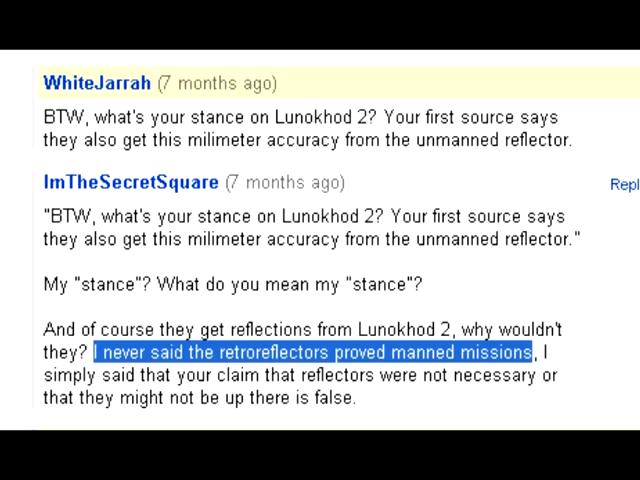 WhiteJarrah (7 months ago)
BTW, what's your stance on Lunokhod 2? Your first source says
they also get this milimeter accuracy from the unmanned reflector.
ImTheSecretSquare (7 months ago)
Repl
"BTW, what's your stance on Lunokhod 2? Your first source says
they also get this milimeter accuracy from the unmanned reflector."
My "stance"? What do you mean my "stance"?
And of course they get reflections from Lunokhod 2, why wouldn't
they? I never said the retroreflectors proved manned missions, I
simply said that your claim that reflectors were not necessary or
that they might not be up there is false.